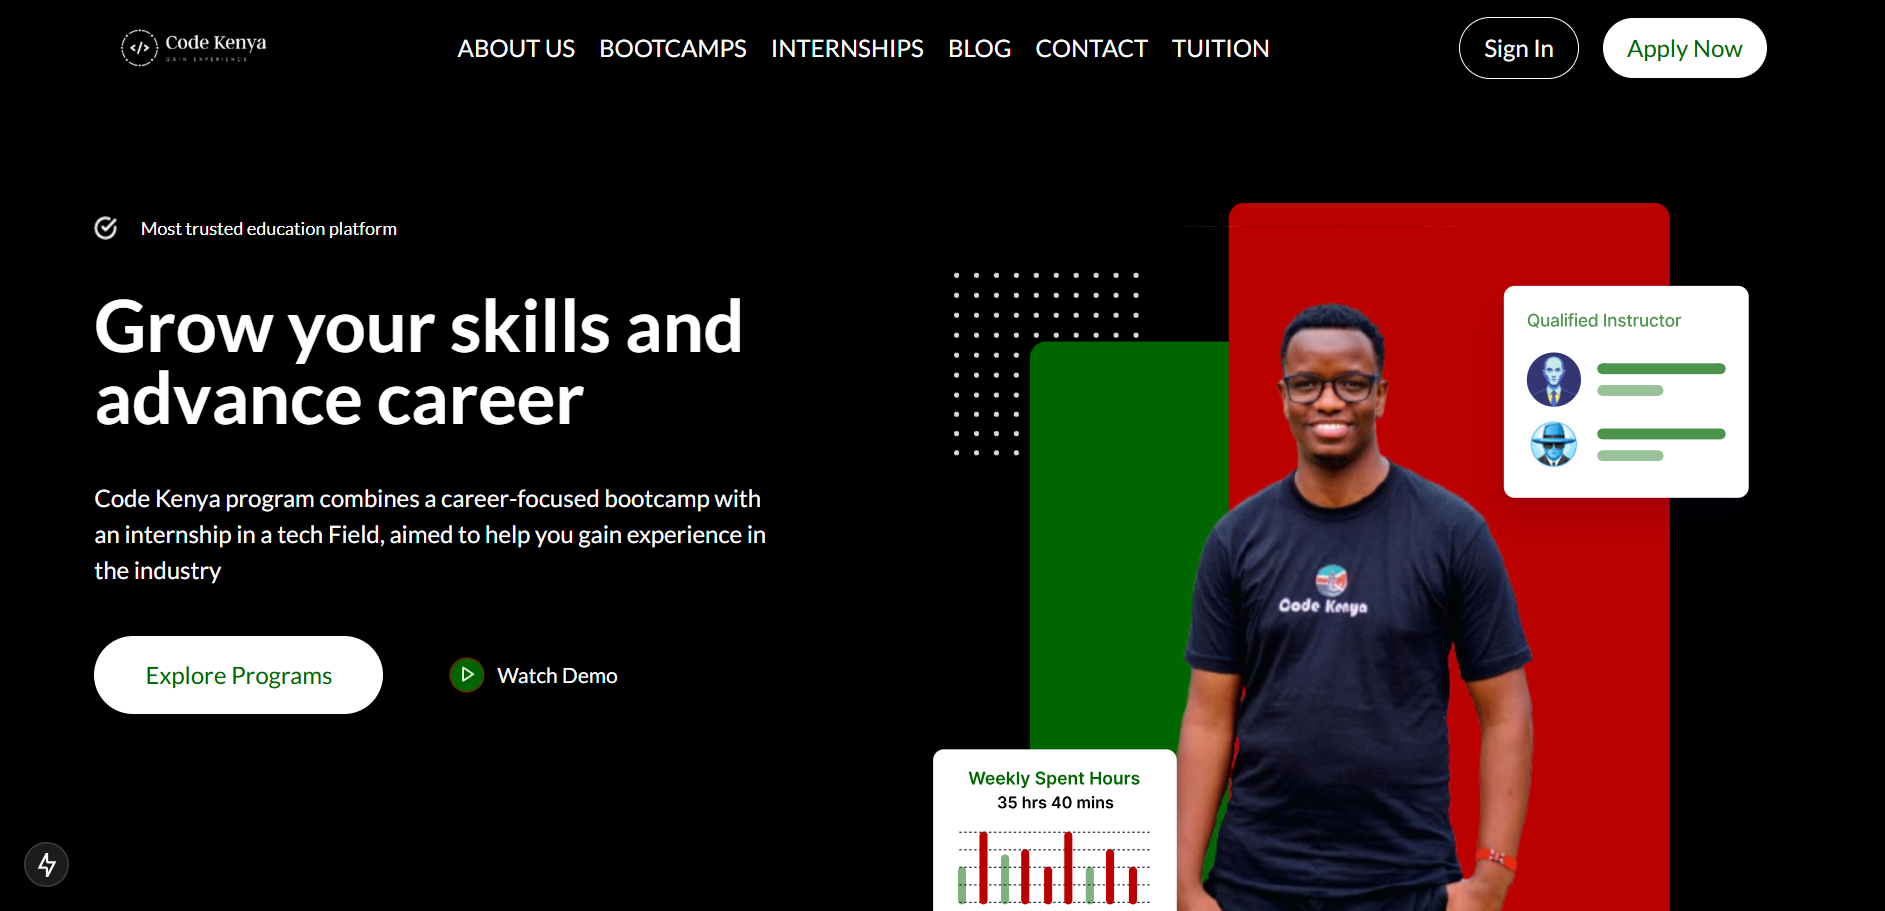 Code Kenya
GAIN EXPERIENCE
ABOUT US BOOTCAMPS INTERNSHIPS BLOG CONTACT TUITION
Sign In
Apply Now
Most trusted education platform
Grow your skills and
advance career
Code Kenya program combines a career-focused bootcamp with
an internship in a tech Field, aimed to help you gain experience in
the industry
Explore Programs
Watch Demo
Qualified Instructor
Code Kenya
Weekly Spent Hours
35 hrs 40 mins